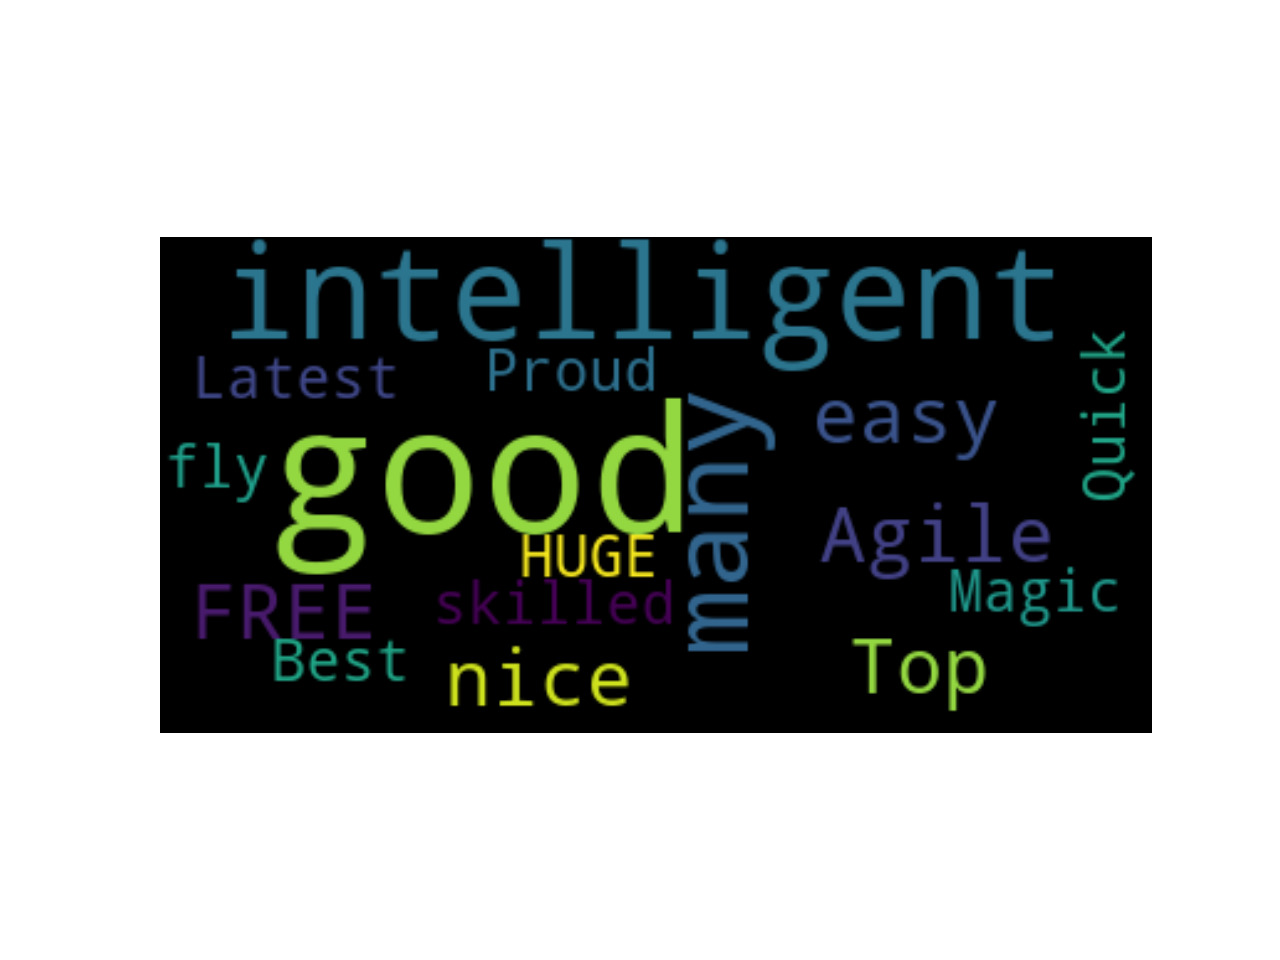 intelligent
Latest
Proud
Quick
easy
many
good
fly
Agile
HUGE
Magic
FREE
skilled
Best
nice
Top